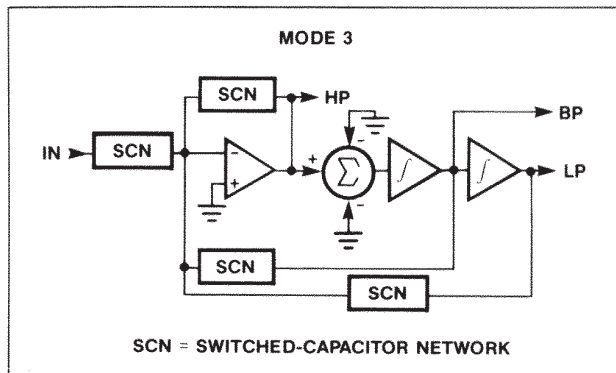 MODE 3
SCN
HP
BP
IN
SCN
-
+
+
-
Σ
-
∫
∫
LP
SCN
SCN
SCN = SWITCHED-CAPACITOR NETWORK